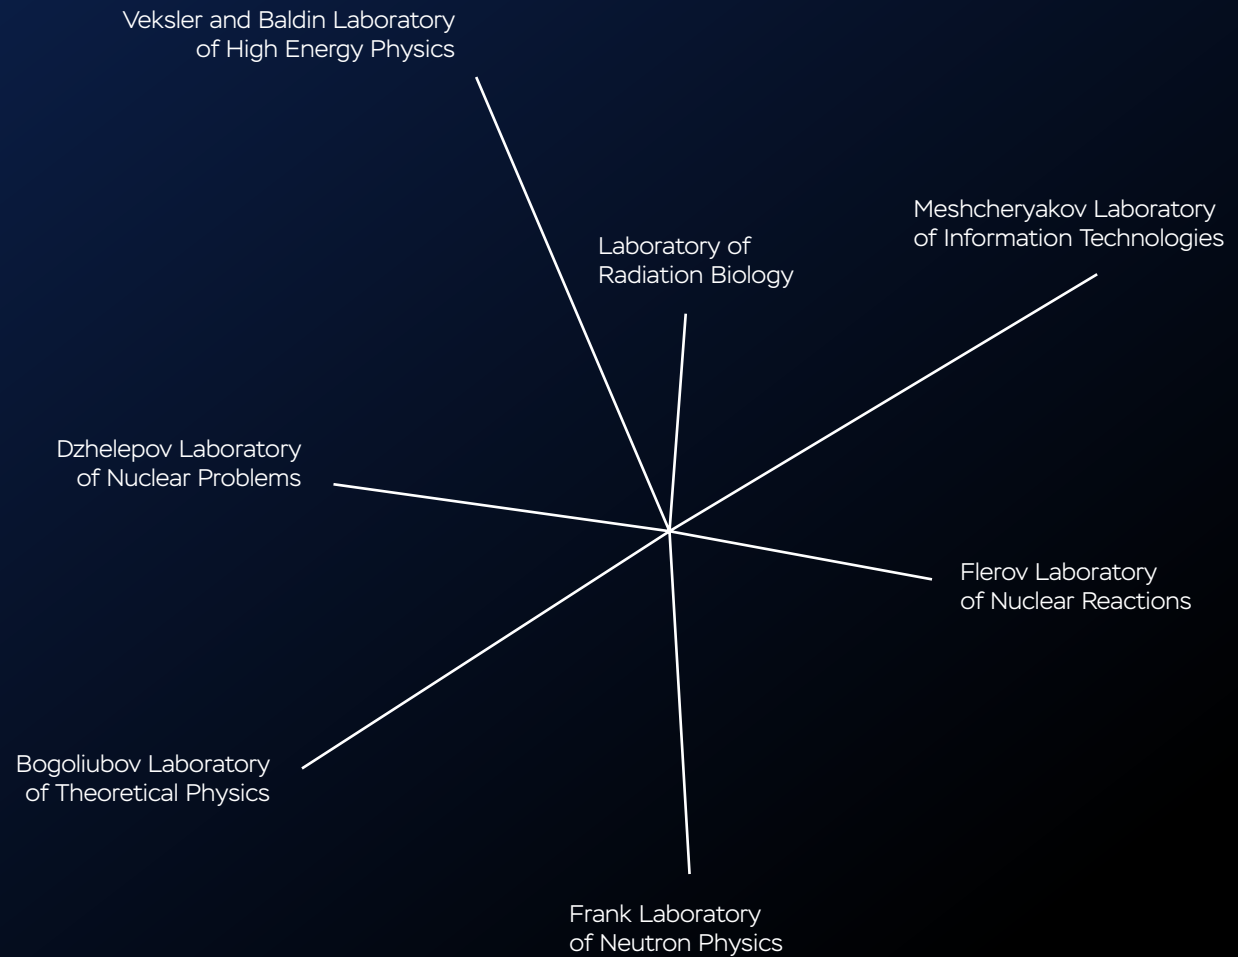 Veksler and Baldin Laboratory
of High Energy Physics
Meshcheryakov Laboratory
of Information Technologies
Laboratory of
Radiation Biology
Dzhelepov Laboratory
of Nuclear Problems
Flerov Laboratory
of Nuclear Reactions
Bogoliubov Laboratory
of Theoretical Physics
Frank Laboratory
of Neutron Physics